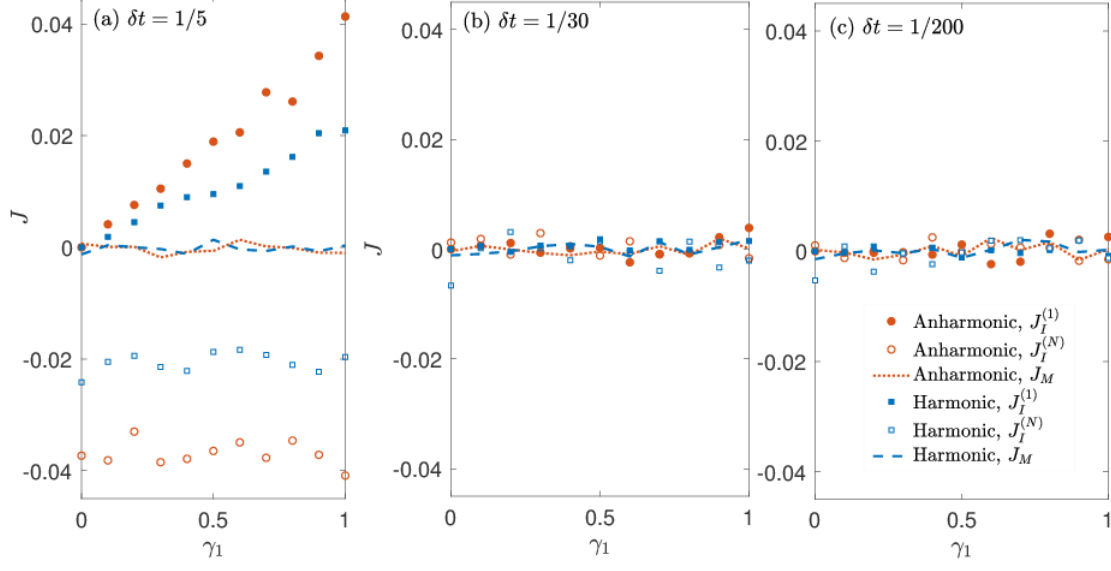 (a) δt = 1/5
(b) δt = 1/30
(c) δt = 1/200
0.04
0.02
0
-0.02
-0.04
J
0
0.5
1
γ₁
0.04
0.02
0
-0.02
-0.04
J
0
0.5
1
γ₁
0.04
0.02
0
-0.02
-0.04
0
0.5
1
γ₁
Anharmonic, J_I^{(1)}
Anharmonic, J_I^{(N)}
Anharmonic, J_M
Harmonic, J_I^{(1)}
Harmonic, J_I^{(N)}
Harmonic, J_M